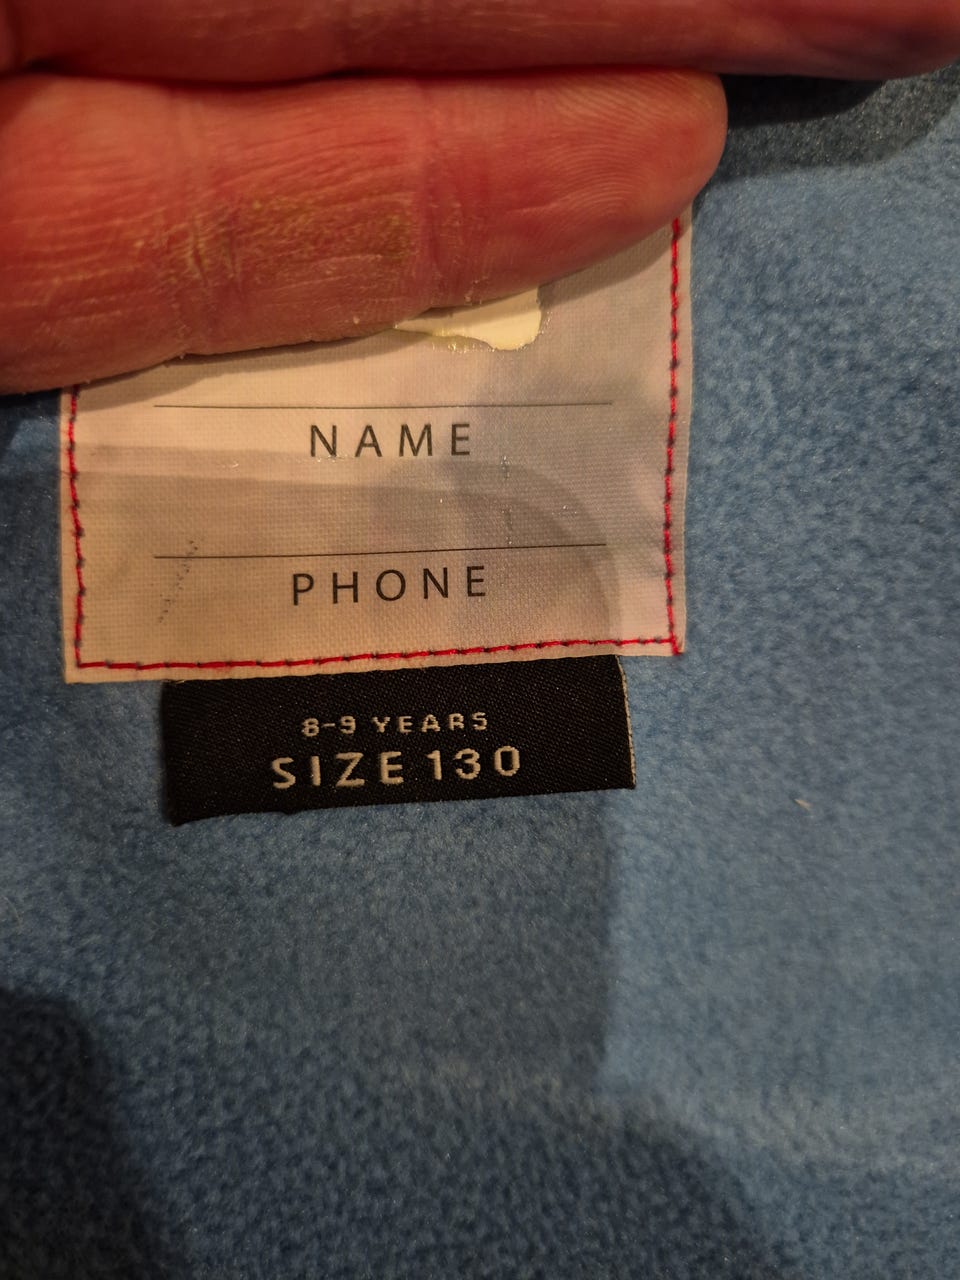 NAME
PHONE
8-9 YEARS
SIZE 130